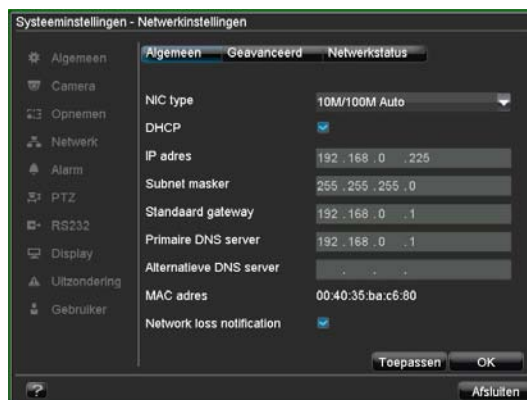 Systeeminstellingen - Netwerkinstellingen
Algemeen
Camera
Opnemen
Netwerk
Alarm
PTZ
RS232
Display
Uitzondering
Gebruiker
Algemeen Geavanceerd Netwerkstatus
NIC type 10M/100M Auto
DHCP
IP adres 192 .168 .0 .225
Subnet masker 255 .255 .255 .0
Standaard gateway 192 .168 .0 .1
Primaire DNS server 192 .168 .0 .1
Alternatieve DNS server . . .
MAC adres 00:40:35:ba:c6:80
Network loss notification
Toepassen OK
? Afsluiten